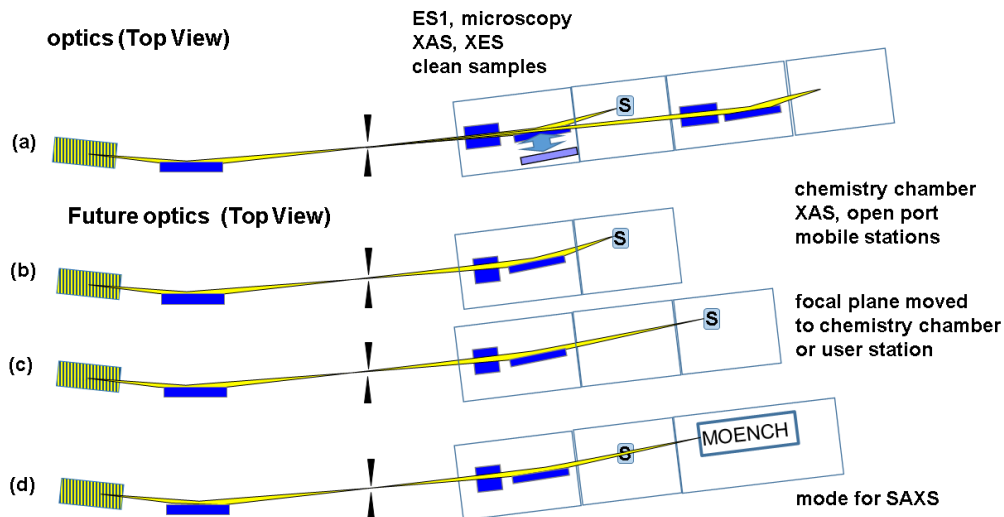 ES1, microscopy
XAS, XES
clean samples
optics (Top View)
S
(a)
chemistry chamber
XAS, open port
mobile stations
Future optics  (Top View)
S
(b)
focal plane moved
to chemistry chamber
or user station
S
(c)
MOENCH
S
(d)
mode for SAXS